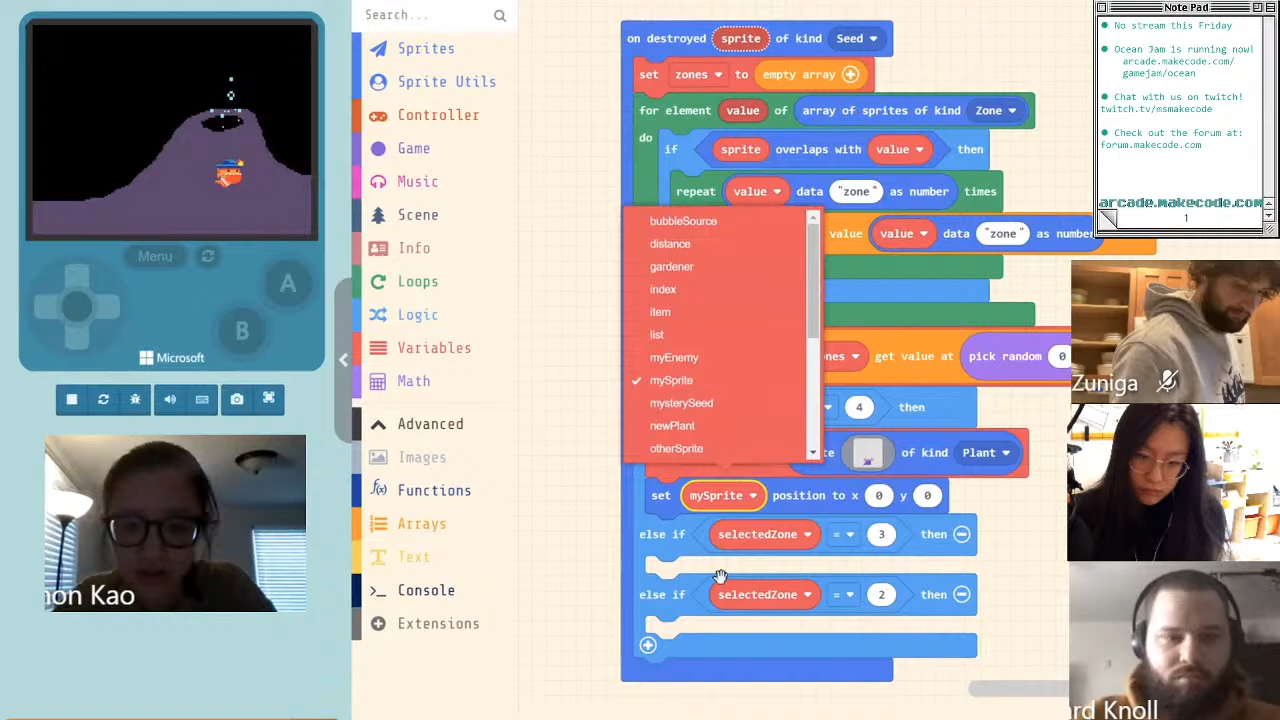 Menu
A
B
Microsoft
non Kao
Search...
Sprites
Sprite Utils
Controller
Game
Music
Scene
Info
Loops
Logic
Variables
Math
Advanced
Images
Functions
Arrays
Text
Console
Extensions
on destroyed sprite of kind Seed
set zones to empty array
for element value of array of sprites of kind Zone
do
if sprite overlaps with value then
repeat value data "zone" as number times
value value data "zone" as number
get value at pick random 0
4 then
of kind Plant
bubbleSource
distance
gardener
index
item
list
myEnemy
mySprite
mysterySeed
newPlant
otherSprite
set mySprite position to x 0 y 0
else if selectedZone = 3 then
else if selectedZone = 2 then
Note Pad
No stream this Friday
Ocean Jam is running now!
arcade.makecode.com/
gamejam/ocean
Chat with us on twitch!
twitch.tv/msmakecode
Check out the forum at:
forum.makecode.com
arcade.makecode.com
1
Zuniga
ard Knoll